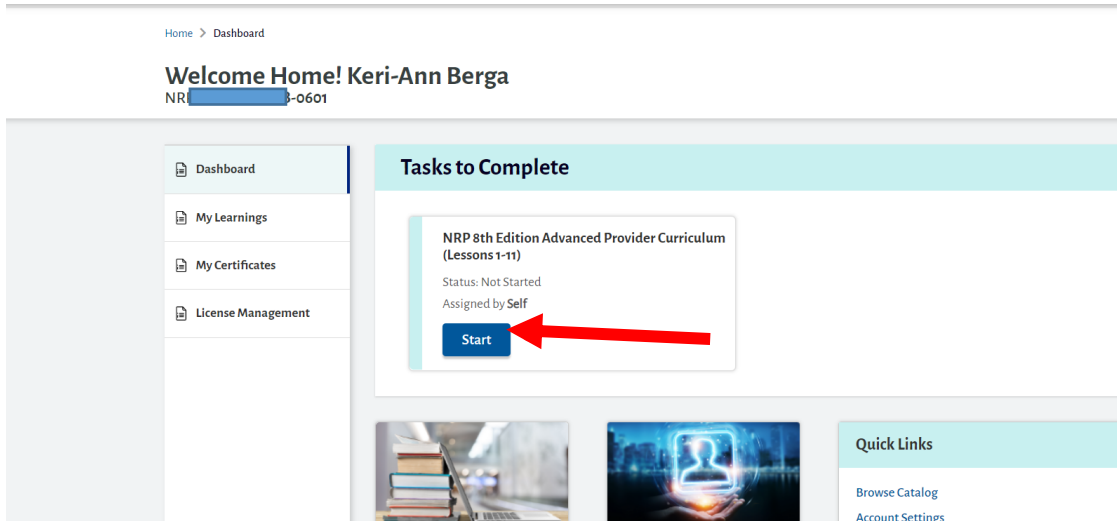 Home > Dashboard
Welcome Home! Keri-Ann Berga
NR -0601
Dashboard
My Learnings
My Certificates
License Management
Tasks to Complete
NRP 8th Edition Advanced Provider Curriculum
(Lessons 1-11)
Status: Not Started
Assigned by Self
Start
Quick Links
Browse Catalog
Account Settings